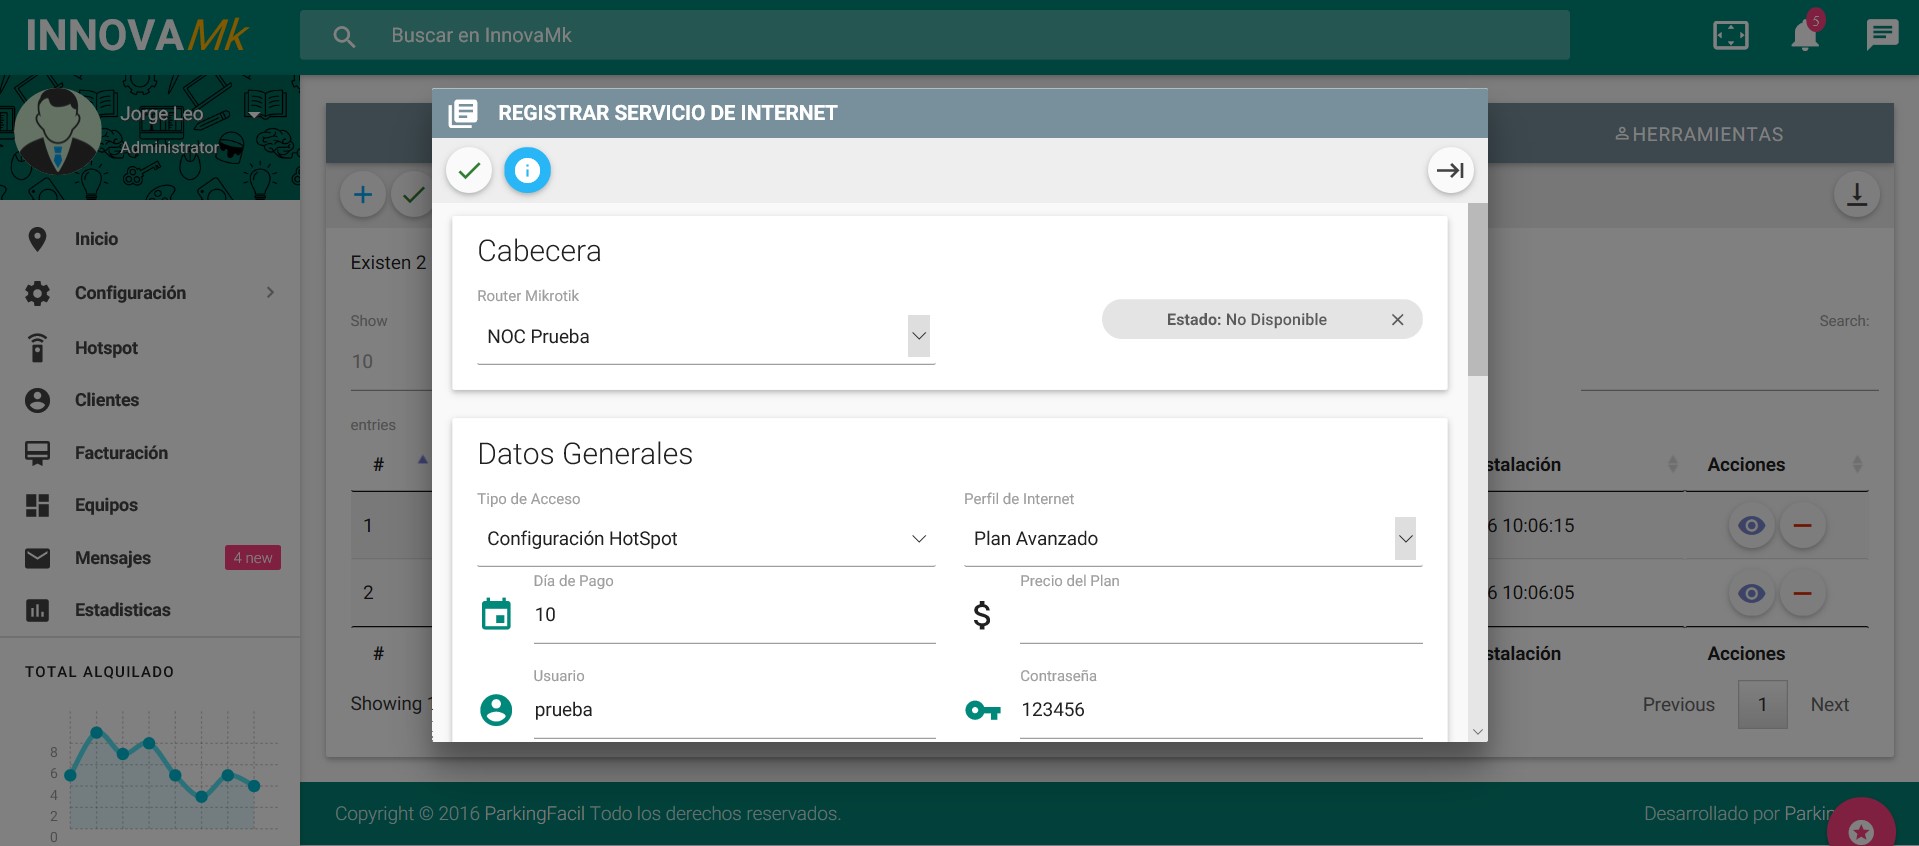 INNOVAMk
Buscar en InnovaMk
5
Jorge Leo
Administrator
Inicio
Configuración
Hotspot
Clientes
Facturación
Equipos
Mensajes
4 new
Estadisticas
TOTAL ALQUILADO
8
6
4
2
0
HERRAMIENTAS
Existen 2
Show
10
entries
Search:
#
stalación
Acciones
1
6 10:06:15
2
6 10:06:05
#
stalación
Acciones
Showing 1
Previous
1
Next
REGISTRAR SERVICIO DE INTERNET
Cabecera
Router Mikrotik
NOC Prueba
Estado: No Disponible
Datos Generales
Tipo de Acceso
Configuración HotSpot
Perfil de Internet
Plan Avanzado
Día de Pago
10
Precio del Plan
Usuario
prueba
Contraseña
123456
Copyright © 2016 ParkingFacil Todo los derechos reservados.
Desarrollado por Parkin